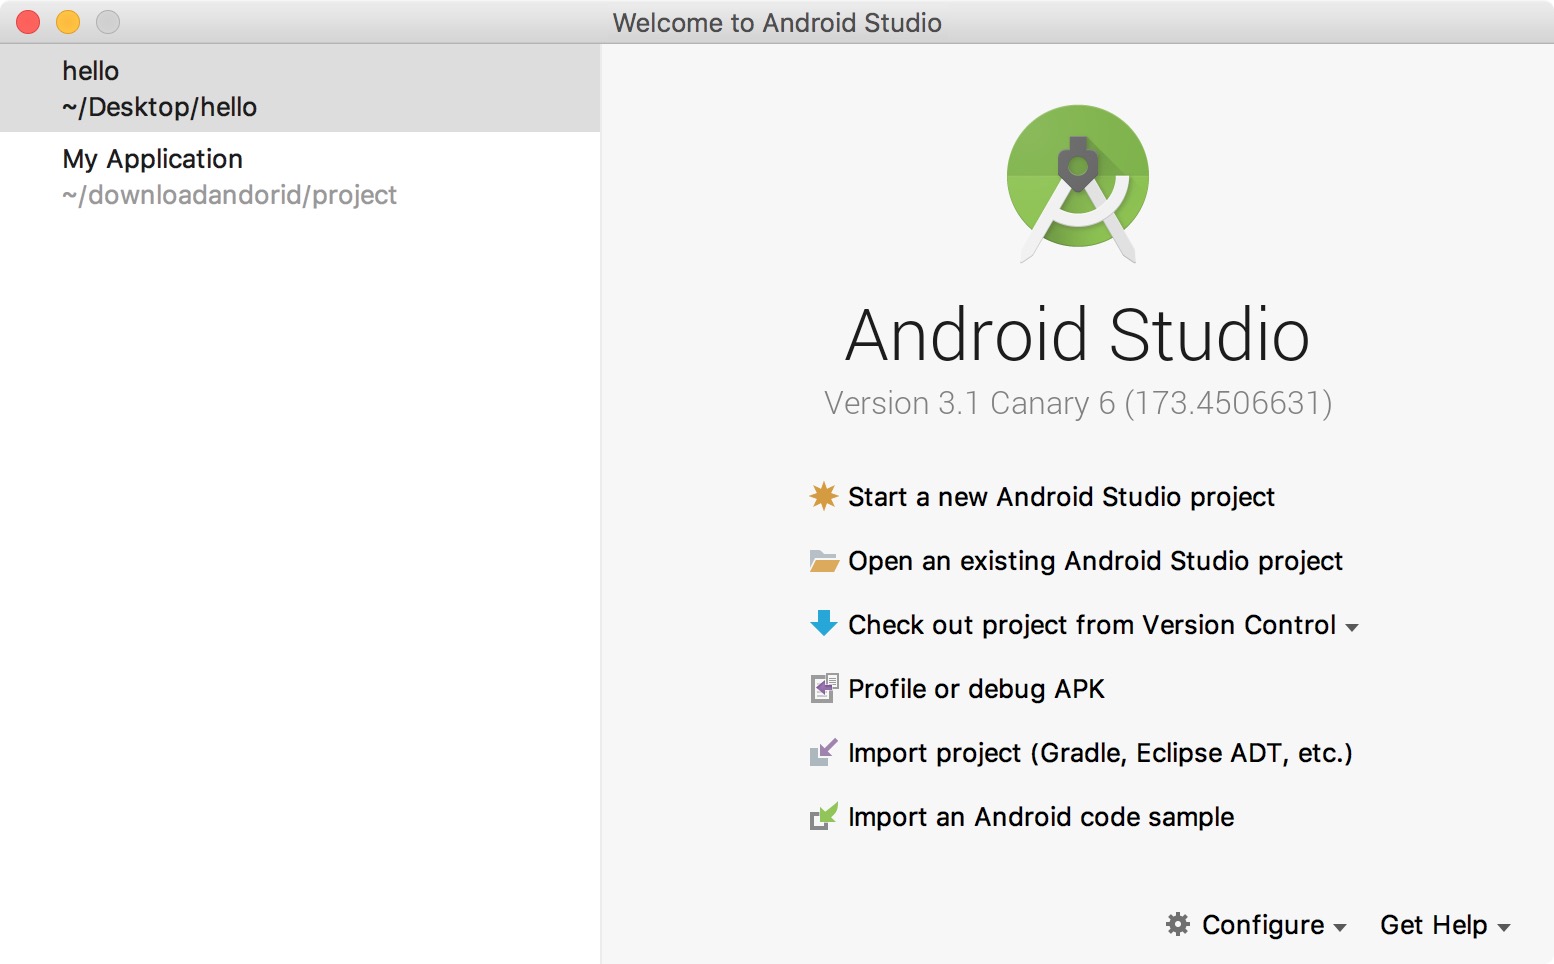 Welcome to Android Studio
hello
~/Desktop/hello
My Application
~/downloadandorid/project
Android Studio
Version 3.1 Canary 6 (173.4506631)
Start a new Android Studio project
Open an existing Android Studio project
Check out project from Version Control
Profile or debug APK
Import project (Gradle, Eclipse ADT, etc.)
Import an Android code sample
Configure
Get Help